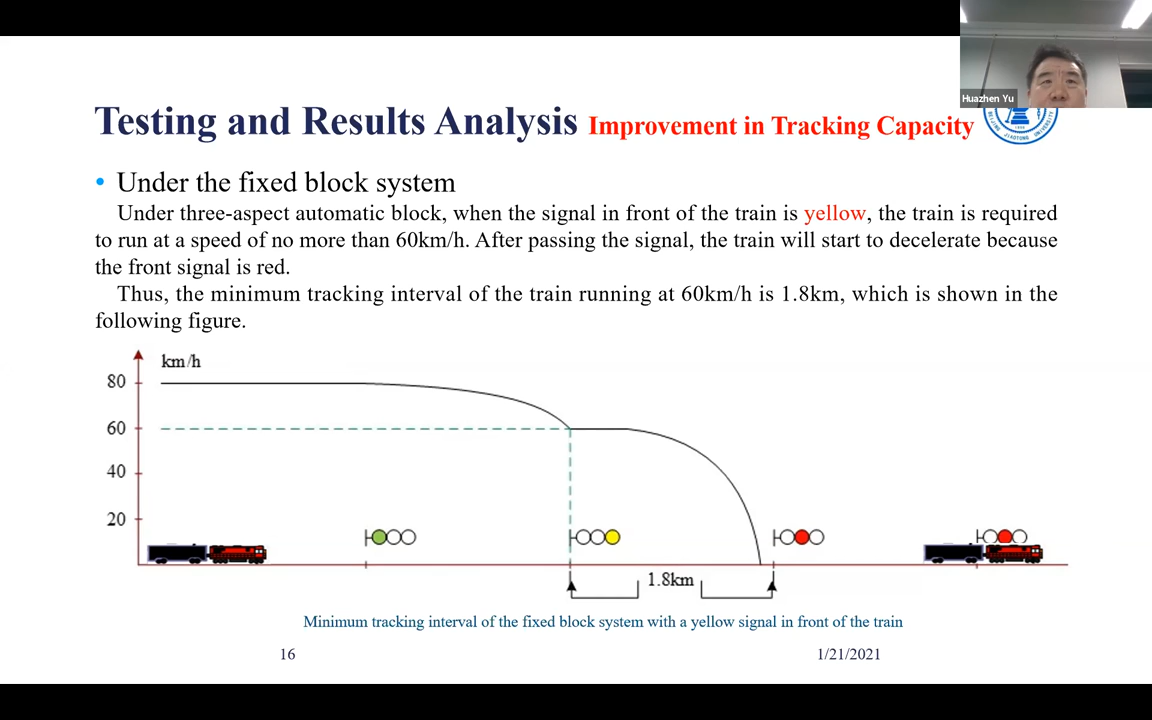 Huazhen Yu
Testing and Results Analysis Improvement in Tracking Capacity
BEIJING JIAOTONG UNIVERSITY
• Under the fixed block system
Under three-aspect automatic block, when the signal in front of the train is yellow, the train is required
to run at a speed of no more than 60km/h. After passing the signal, the train will start to decelerate because
the front signal is red.
Thus, the minimum tracking interval of the train running at 60km/h is 1.8km, which is shown in the
following figure.
km/h
80
60
40
20
1.8km
Minimum tracking interval of the fixed block system with a yellow signal in front of the train
16
1/21/2021